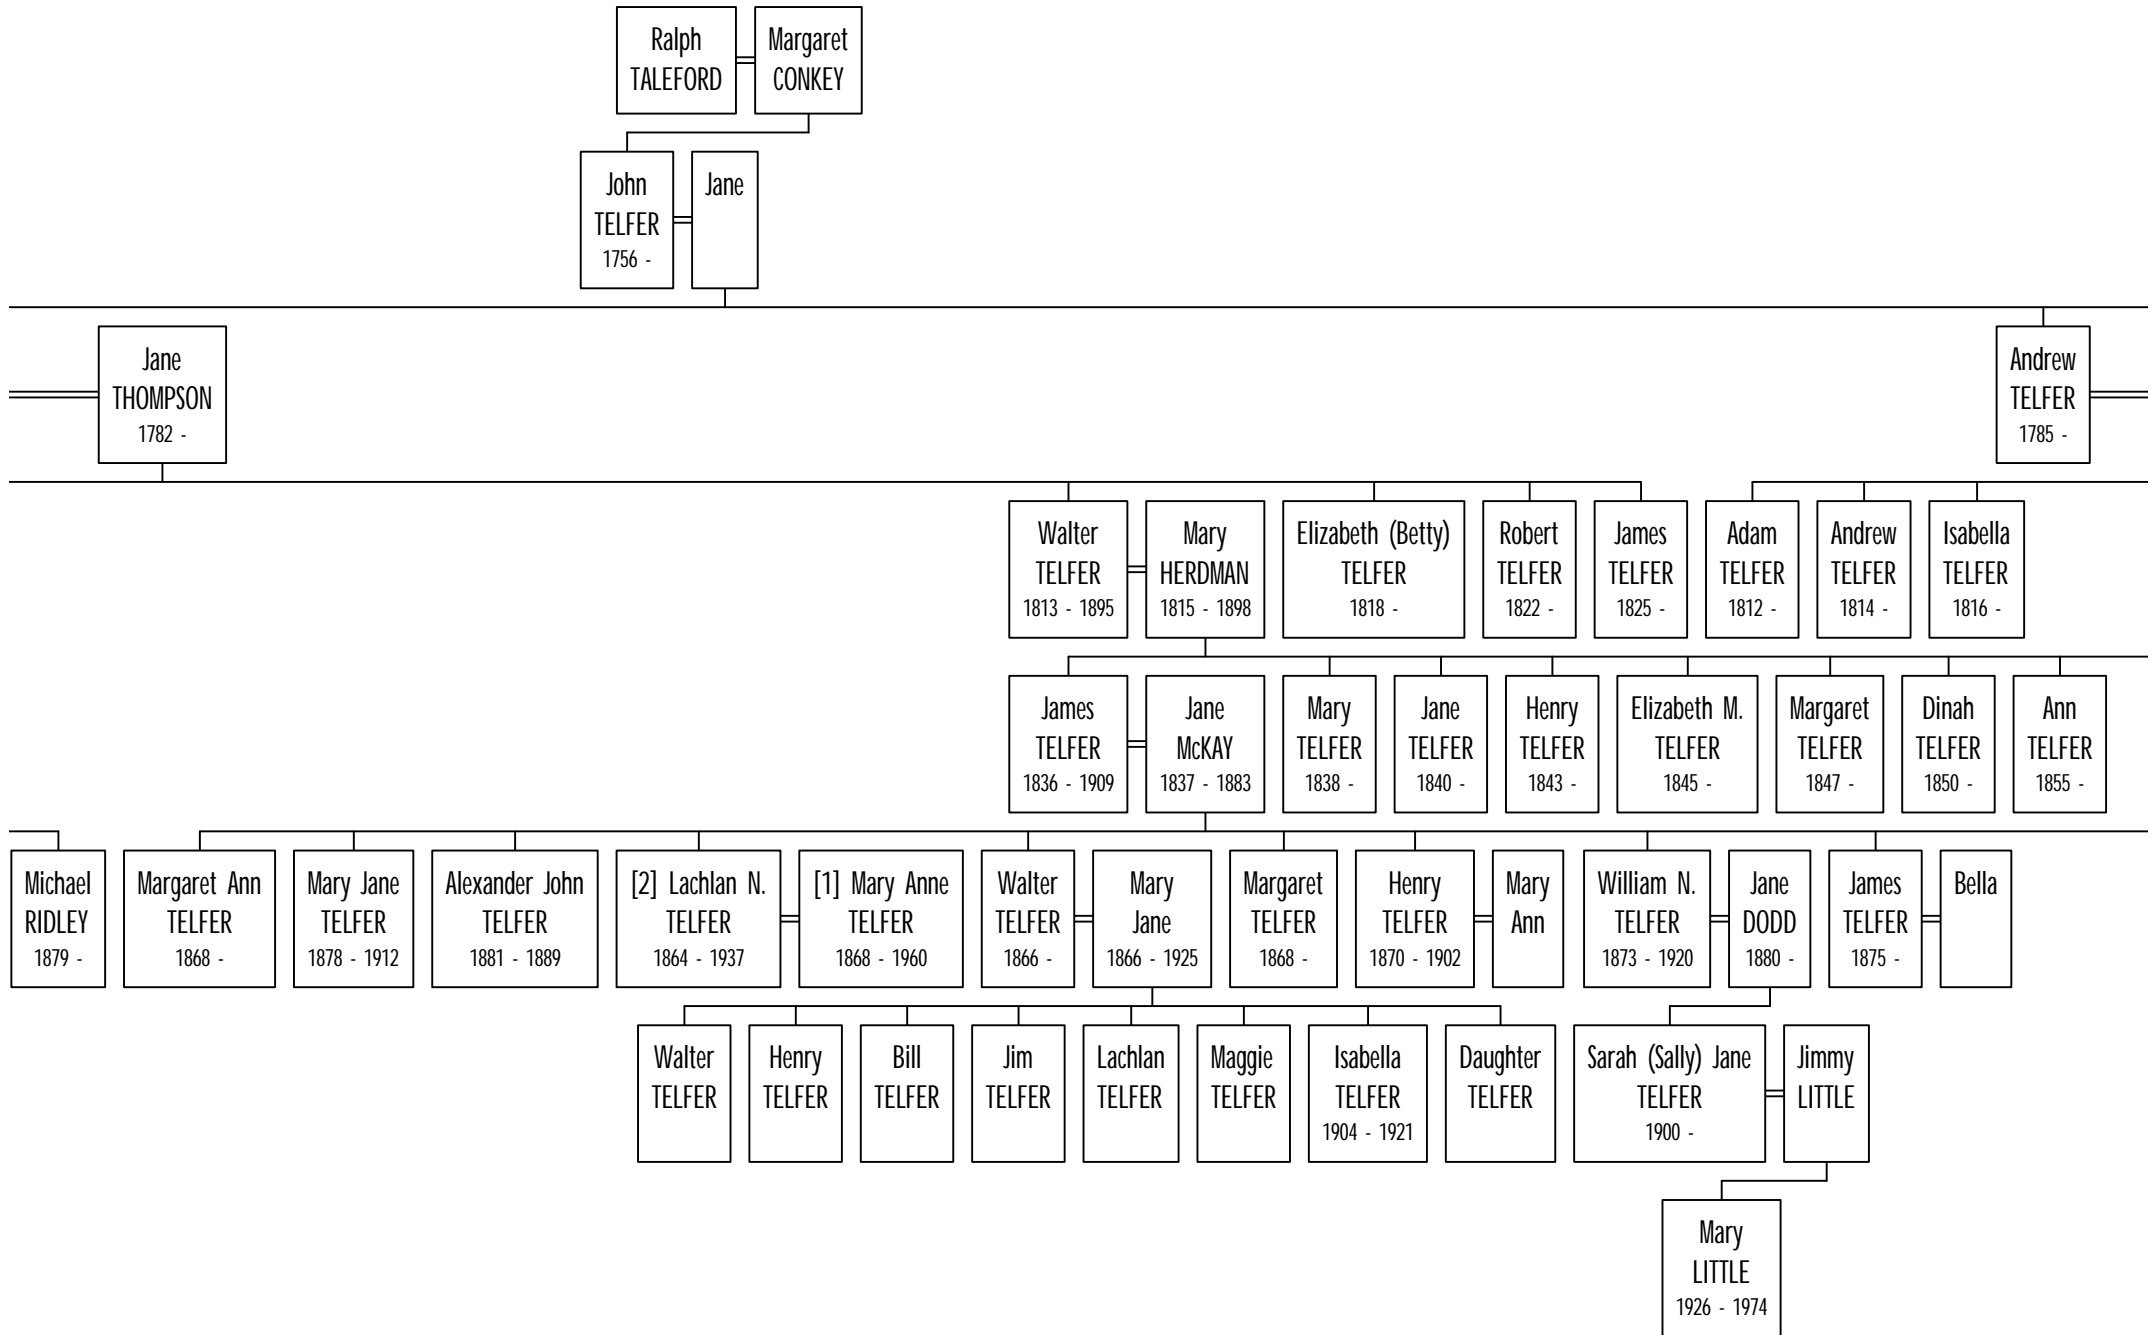 Ralph
TALEFORD
Margaret
CONKEY
John
TELFER
1756 -
Jane
Jane
THOMPSON
1782 -
Andrew
TELFER
1785 -
Walter
TELFER
1813 - 1895
Mary
HERDMAN
1815 - 1898
Elizabeth (Betty)
TELFER
1818 -
Robert
TELFER
1822 -
James
TELFER
1825 -
Adam
TELFER
1812 -
Andrew
TELFER
1814 -
Isabella
TELFER
1816 -
James
TELFER
1836 - 1909
Jane
McKAY
1837 - 1883
Mary
TELFER
1838 -
Jane
TELFER
1840 -
Henry
TELFER
1843 -
Elizabeth M.
TELFER
1845 -
Margaret
TELFER
1847 -
Dinah
TELFER
1850 -
Ann
TELFER
1855 -
Michael
RIDLEY
1879 -
Margaret Ann
TELFER
1868 -
Mary Jane
TELFER
1878 - 1912
Alexander John
TELFER
1881 - 1889
[2] Lachlan N.
TELFER
1864 - 1937
[1] Mary Anne
TELFER
1868 - 1960
Walter
TELFER
1866 -
Mary
Jane
1866 - 1925
Margaret
TELFER
1868 -
Henry
TELFER
1870 - 1902
Mary
Ann
William N.
TELFER
1873 - 1920
Jane
DODD
1880 -
James
TELFER
1875 -
Bella
Walter
TELFER
Henry
TELFER
Bill
TELFER
Jim
TELFER
Lachlan
TELFER
Maggie
TELFER
Isabella
TELFER
1904 - 1921
Daughter
TELFER
Sarah (Sally) Jane
TELFER
1900 -
Jimmy
LITTLE
Mary
LITTLE
1926 - 1974